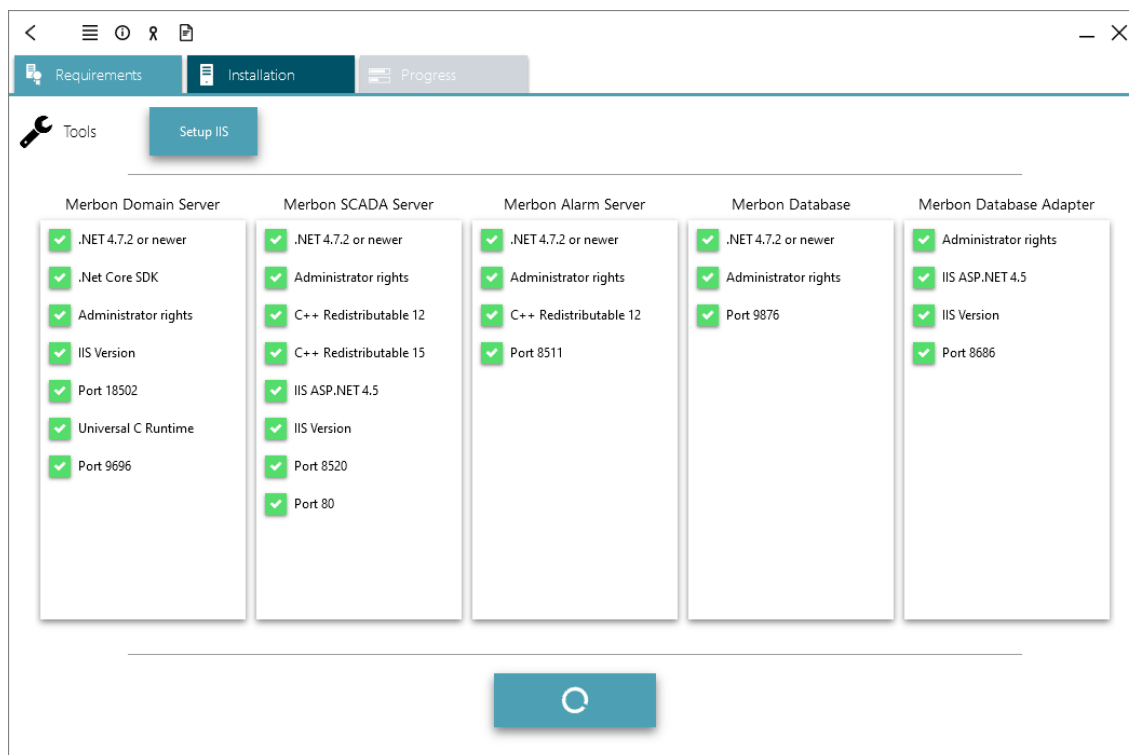 Requirements
Installation
Progress
Tools
Setup IIS
Merbon Domain Server
.NET 4.7.2 or newer
.Net Core SDK
Administrator rights
IIS Version
Port 18502
Universal C Runtime
Port 9696
Merbon SCADA Server
.NET 4.7.2 or newer
Administrator rights
C++ Redistributable 12
C++ Redistributable 15
IIS ASP.NET 4.5
IIS Version
Port 8520
Port 80
Merbon Alarm Server
.NET 4.7.2 or newer
Administrator rights
C++ Redistributable 12
Port 8511
Merbon Database
.NET 4.7.2 or newer
Administrator rights
Port 9876
Merbon Database Adapter
Administrator rights
IIS ASP.NET 4.5
IIS Version
Port 8686